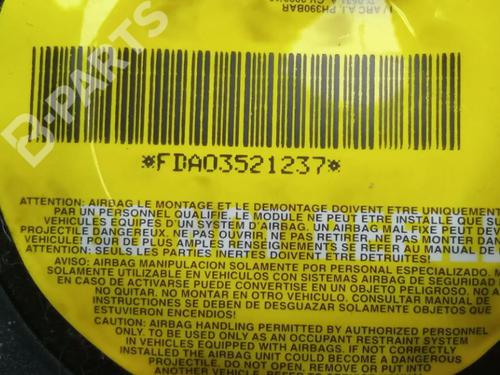 IVARC A.I. PH390BAR
B-PARTS
*FDA03521237*
ATTENTION: AIRBAG LE MONTAGE ET LE DEMONTAGE DOIVENT ETRE UNIQUEMENT
PAR UN PERSONNEL QUALIFIE, LE MODULE NE PEUT ETRE INSTALLE QUE SU
VEHICULES EQUIPES D'UN SYSTEM D'AIRBAG. UN AIRBAG MAL FIXE PEUT DEVE
PROJECTILE DANGEREUX. NE PAS OUVRIR, NE PAS RETIRER, NE PAS MONTER DANS
VEHICULE! POUR DE PLUS AMPLES RENSEIGNEMENTS SE REFER AU MANUAL DE
ATTENTION: SEULS LES PARTIES INERTES DOIVENT ETRE DETRUITES!
AVISO: AIRBAG MANIPULACION SOLAMENTE POR PERSONAL ESPECIALIZADO.
SOLAMENTE UTILIZABLE EN VEHICULOS CON SISTEMAS AIRBAG DE SEGURIDAD
EN CASO DE ACTIVARSE PUEDE CONVERTISE EN UN OBJETO PELIGROSO. NO
NO QUITAR. NO MONTAR EN OTRO VEHICULO. CONSULTAR MANUAL DE
INSTRUCCIONES SE DEBEN DE DESGUAZAR SOLAMENTE OBJETOS QUE
ESTUVIEREN ENCENDIOS!
CAUTION: AIRBAG HANDLING PERMITTED BY AUTHORIZED PERSONNEL
ONLY. TO BE USED ONLY AS AN OCCUPANT RESTRAINT SYSTEM
IN VEHICLES EQUIPPED WITH AIRBAGS. IF NOT CORRECTLY
INSTALLED THE AIRBAG UNIT COULD BECOME A DANGEROUS
PROJECTILE. DO NOT OPEN, REMOVE OR PUT INTO